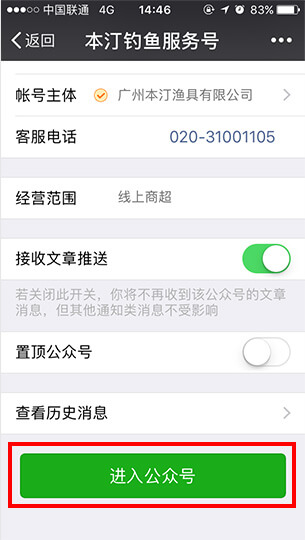 中国联通 4G 14:46 83%
返回 本汀钓鱼服务号
帐号主体 广州本汀渔具有限公司
客服电话 020-31001105
经营范围 线上商超
接收文章推送
若关闭此开关，你将不再收到该公众号的文章
消息，但其他通知类消息不受影响
置顶公众号
查看历史消息
进入公众号